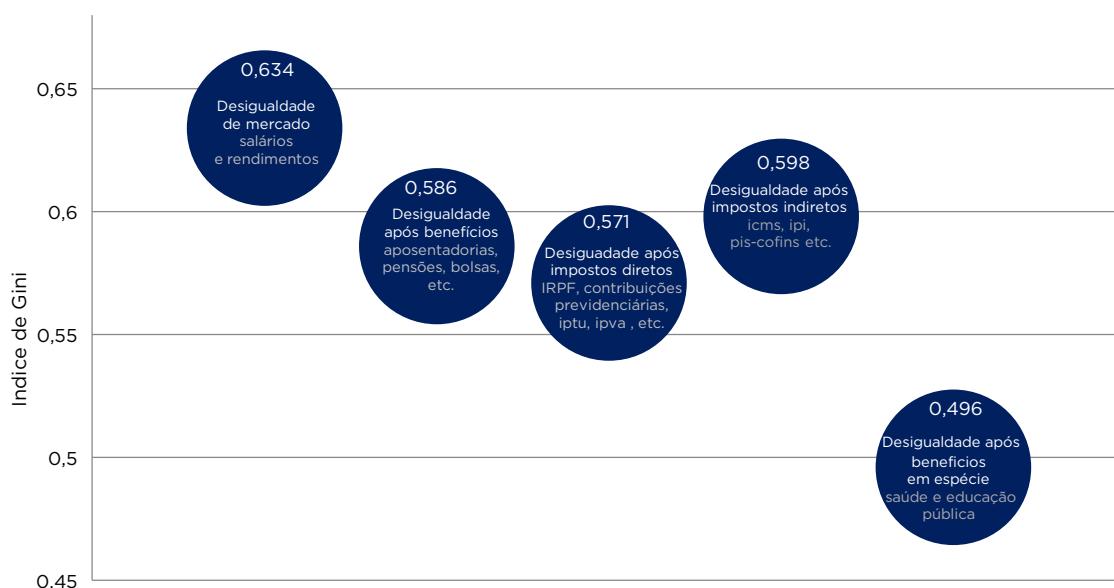 0,65
0,6
0,55
0,5
0,45
Indice de Gini
0,634
Desigualdade
de mercado
salários
e rendimentos
0,586
Desigualdade
após benefícios
aposentadorias,
pensões, bolsas,
etc.
0,571
Desiguadade após
impostos diretos
IRPF, contribuições
previdenciárias,
iptu, ipva , etc.
0,598
Desigualdade após
impostos indiretos
icms, ipi,
pis-cofins etc.
0,496
Desigualdade após
beneficios
em espécie
saúde e educação
pública